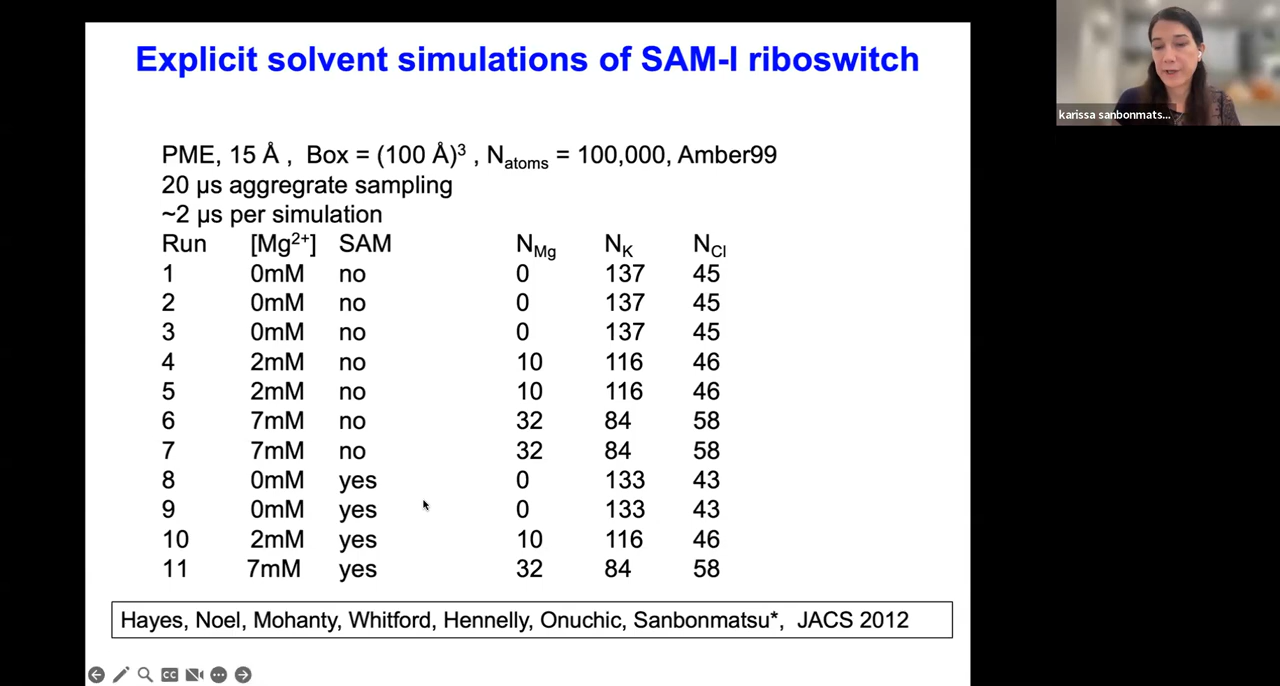 Explicit solvent simulations of SAM-I riboswitch
karissa sanbonmats...
PME, 15 Å , Box = (100 Å)³ , Natoms = 100,000, Amber99
20 µs aggregrate sampling
~2 µs per simulation
Run [Mg²⁺] SAM NMg NK NCl
1 0mM no 0 137 45
2 0mM no 0 137 45
3 0mM no 0 137 45
4 2mM no 10 116 46
5 2mM no 10 116 46
6 7mM no 32 84 58
7 7mM no 32 84 58
8 0mM yes 0 133 43
9 0mM yes 0 133 43
10 2mM yes 10 116 46
11 7mM yes 32 84 58
Hayes, Noel, Mohanty, Whitford, Hennelly, Onuchic, Sanbonmatsu*, JACS 2012
CC